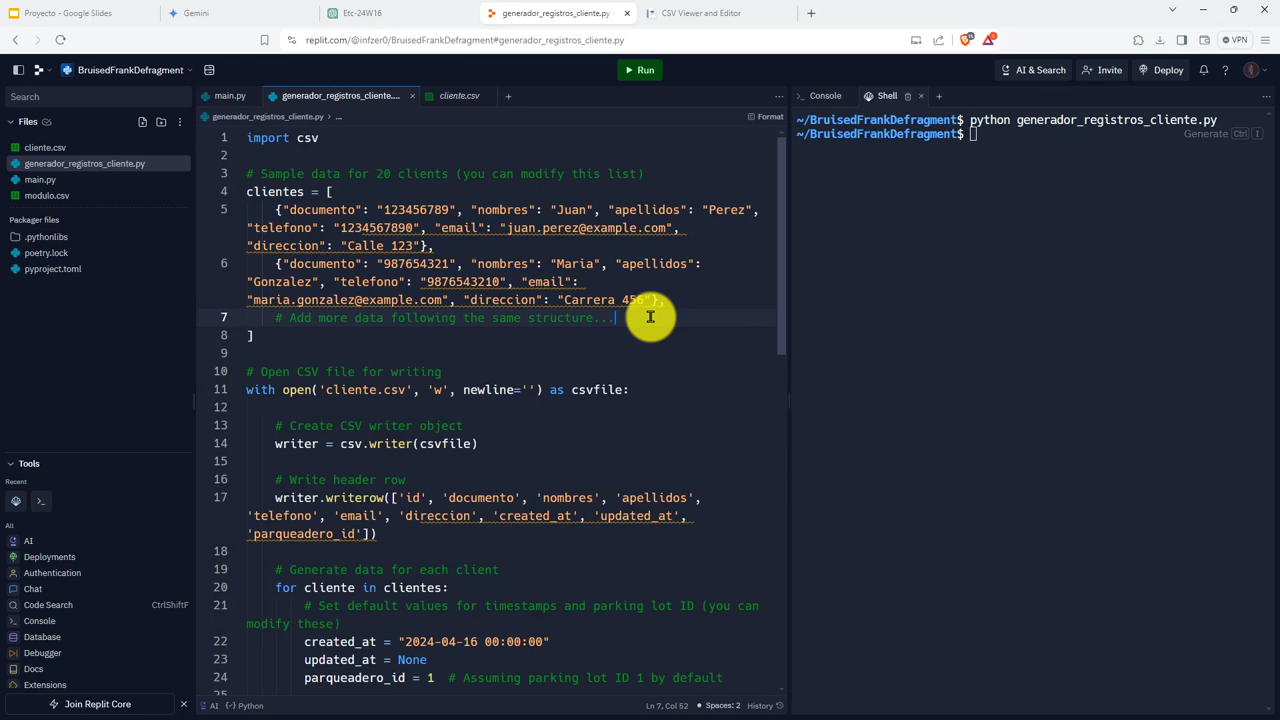 Proyecto - Google Slides
Gemini
Etc-24W16
generador_registros_cliente.py -
CSV Viewer and Editor
replit.com/@infzer0/BruisedFrankDefragment#generador_registros_cliente.py
VPN
BruisedFrankDefragment
Run
AI & Search
Invite
Deploy
Search
Files
cliente.csv
generador_registros_cliente.py
main.py
modulo.csv
Packager files
.pythonlibs
poetry.lock
pyproject.toml
Tools
Recent
All
AI
Deployments
Authentication
Chat
Code Search CtrlShiftF
Console
Database
Debugger
Docs
Extensions
Join Replit Core
main.py
generador_registros_cliente....
cliente.csv
generador_registros_cliente.py > ...
Format
1 import csv
2
3 # Sample data for 20 clients (you can modify this list)
4 clientes = [
5 {"documento": "123456789", "nombres": "Juan", "apellidos": "Perez",
"telefono": "1234567890", "email": "juan.perez@example.com",
"direccion": "Calle 123"},
6 {"documento": "987654321", "nombres": "Maria", "apellidos":
"Gonzalez", "telefono": "9876543210", "email":
"maria.gonzalez@example.com", "direccion": "Carrera 456"},
7 # Add more data following the same structure...
8 ]
9
10 # Open CSV file for writing
11 with open('cliente.csv', 'w', newline='') as csvfile:
12
13 # Create CSV writer object
14 writer = csv.writer(csvfile)
15
16 # Write header row
17 writer.writerow(['id', 'documento', 'nombres', 'apellidos',
'telefono', 'email', 'direccion', 'created_at', 'updated_at',
'parqueadero_id'])
18
19 # Generate data for each client
20 for cliente in clientes:
21 # Set default values for timestamps and parking lot ID (you can
modify these)
22 created_at = "2024-04-16 00:00:00"
23 updated_at = None
24 parqueadero_id = 1 # Assuming parking lot ID 1 by default
25
AI Python
Ln 7, Col 52
Spaces: 2
History
Console
Shell
~/BruisedFrankDefragment$ python generador_registros_cliente.py
~/BruisedFrankDefragment$
Generate Ctrl I